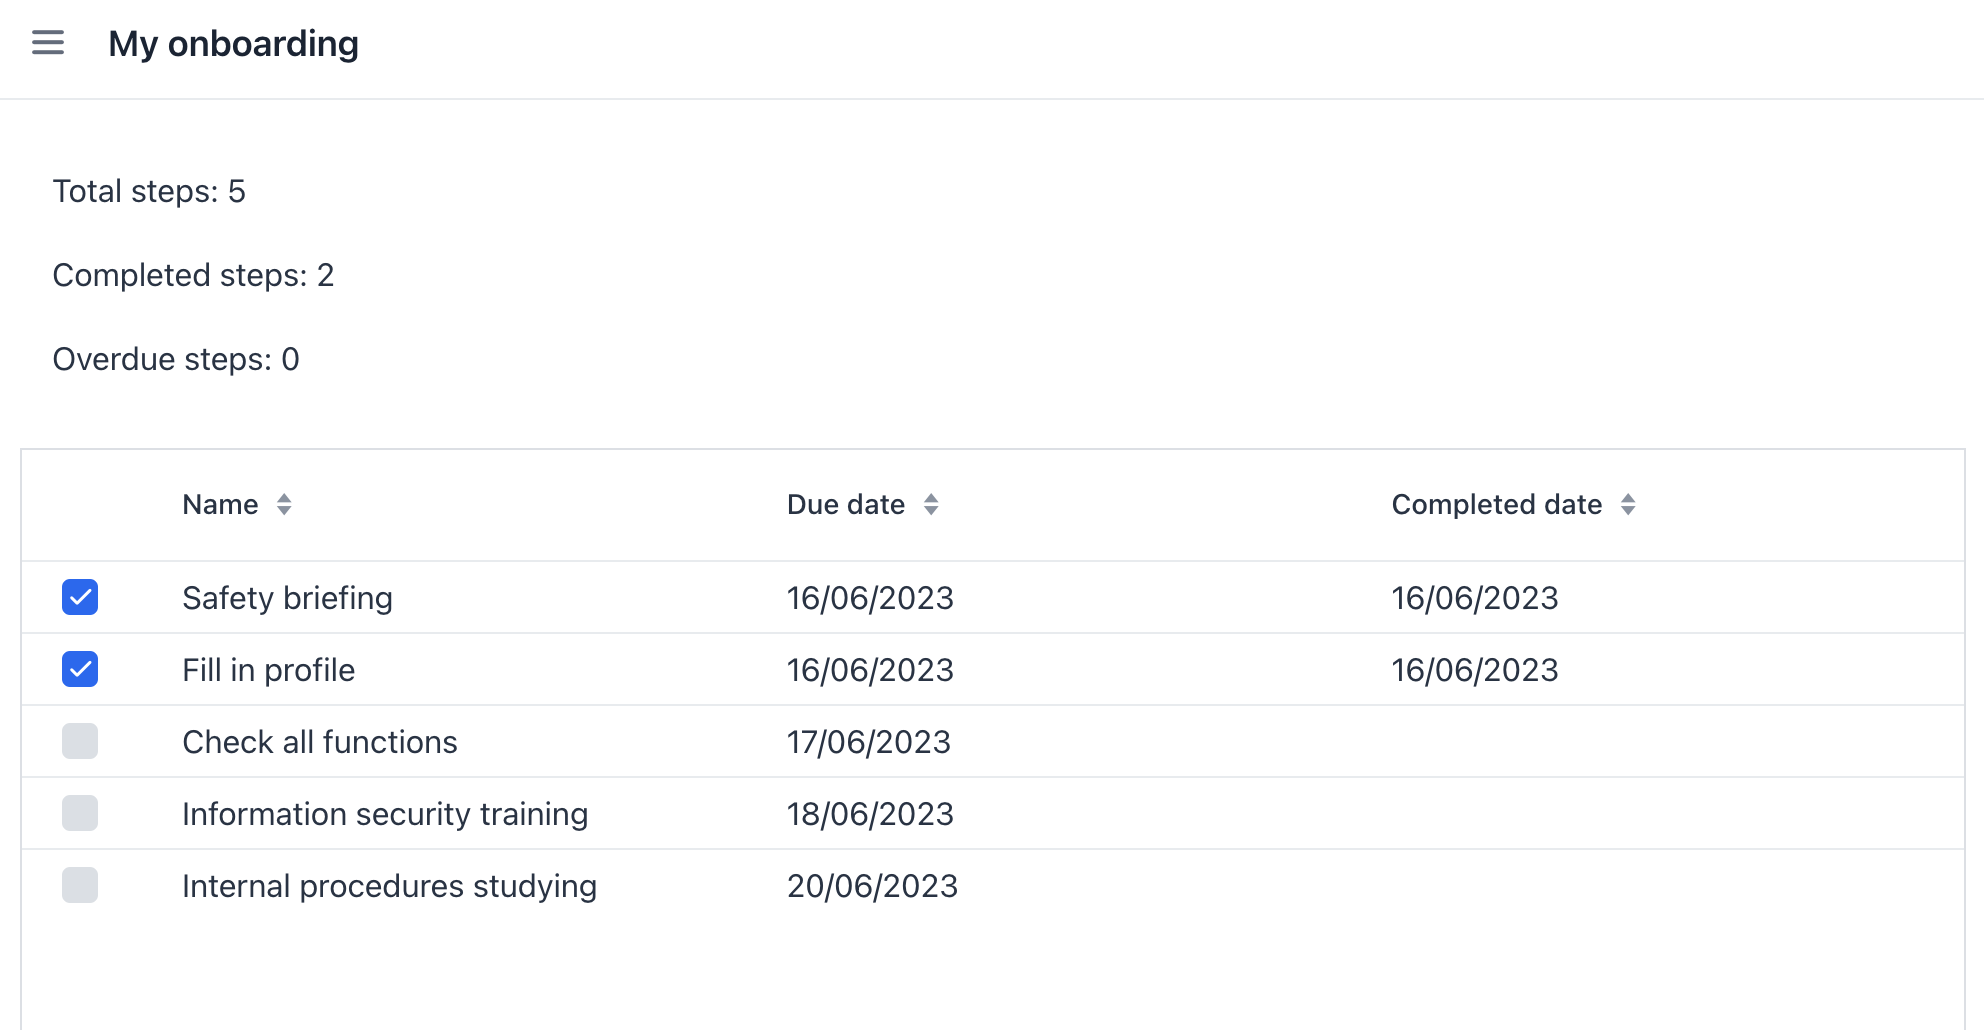 My onboarding
Total steps: 5
Completed steps: 2
Overdue steps: 0
Name Due date Completed date
Safety briefing 16/06/2023 16/06/2023
Fill in profile 16/06/2023 16/06/2023
Check all functions 17/06/2023
Information security training 18/06/2023
Internal procedures studying 20/06/2023